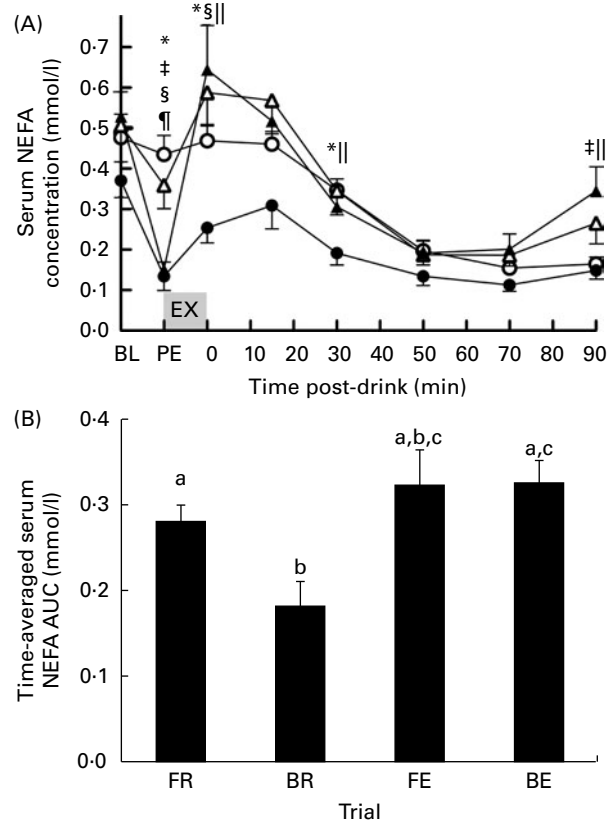 (A)
*§||
0·7
*
‡
§
¶
0·6
0·5
0·4
0·3
0·2
0·1
0·0
*||
‡||
EX
Serum NEFA
concentration (mmol/l)
BL PE 0 10 20 30 40 50 60 70 80 90
Time post-drink (min)
(B)
0·4
0·3
0·2
0·1
0·0
a
b
a,b,c
a,c
Time-averaged serum
NEFA AUC (mmol/l)
FR BR FE BE
Trial